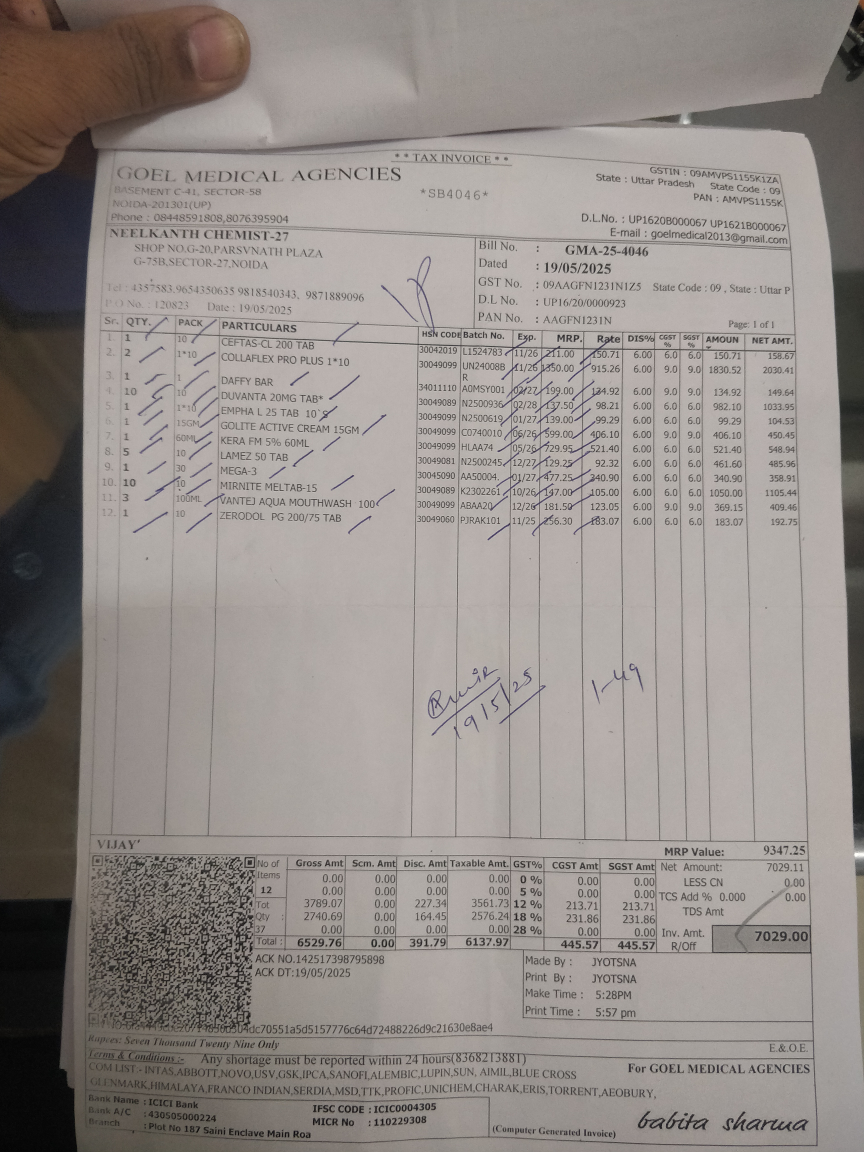 ** TAX INVOICE **
GOEL MEDICAL AGENCIES
BASEMENT C-41, SECTOR-58
NOIDA-201301(UP)
Phone : 08448591808,8076395904
*SB4046*
GSTIN : 09AMVPS1155K1ZA
State : Uttar Pradesh State Code : 09
PAN : AMVPS1155K
D.L.No. : UP1620B000067 UP1621B000067
E-mail : goelmedical2013@gmail.com
NEELKANTH CHEMIST-27
SHOP NO,G-20,PARSVNATH PLAZA
G-75B,SECTOR-27,NOIDA
Tel : 4357583,9654350635 9818540343, 9871889096
P.O No. : 120823 Date : 19/05/2025
Bill No. : GMA-25-4046
Dated : 19/05/2025
GST No. : 09AAGFN1231N1Z5 State Code : 09 , State : Uttar P
D.L No. : UP16/20/0000923
PAN No. : AAGFN1231N
Page: 1 of 1
Sr. QTY. PACK PARTICULARS HSN CODE Batch No. Exp. MRP. Rate DIS% CGST % SGST % AMOUN NET AMT.
1. 1 10 CEFTAS-CL 200 TAB 30042019 L1524783 11/26 211.00 150.71 6.00 6.0 6.0 150.71 158.67
2. 2 1*10 COLLAFLEX PRO PLUS 1*10 30049099 UN24008B R 11/26 1350.00 915.26 6.00 9.0 9.0 1830.52 2030.41
3. 1 1 DAFFY BAR 34011110 A0MSY001 02/27 199.00 134.92 6.00 9.0 9.0 134.92 149.64
4. 10 10 DUVANTA 20MG TAB* 30049089 N2500936 02/28 137.50 98.21 6.00 6.0 6.0 982.10 1033.95
5. 1 1*10 EMPHA L 25 TAB 10`S 30049099 N2500619 01/27 139.00 99.29 6.00 6.0 6.0 99.29 104.53
6. 1 15GM GOLITE ACTIVE CREAM 15GM 30049099 C0740010 06/26 599.00 406.10 6.00 9.0 9.0 406.10 450.45
7. 1 60ML KERA FM 5% 60ML 30049099 HLAA74 05/26 729.95 521.40 6.00 6.0 6.0 521.40 548.94
8. 5 10 LAMEZ 50 TAB 30049081 N2500245 12/27 129.25 92.32 6.00 6.0 6.0 461.60 485.96
9. 1 30 MEGA-3 30045090 AA50004. 01/27 477.25 340.90 6.00 6.0 6.0 340.90 358.91
10. 10 10 MIRNITE MELTAB-15 30049089 K2302261 10/26 147.00 105.00 6.00 6.0 6.0 1050.00 1105.44
11. 3 100ML VANTEJ AQUA MOUTHWASH 100 30049099 ABAA20 12/26 181.50 123.05 6.00 9.0 9.0 369.15 409.46
12. 1 10 ZERODOL PG 200/75 TAB 30049060 PJRAK101 11/25 256.30 183.07 6.00 6.0 6.0 183.07 192.75
19/5/25
1-49
VIJAY'
MRP Value: 9347.25
No of Items 12 Tot Qty : 37
Gross Amt Scm. Amt Disc. Amt Taxable Amt. GST% CGST Amt SGST Amt
0.00 0.00 0.00 0.00 0 % 0.00 0.00
0.00 0.00 0.00 0.00 5 % 0.00 0.00
3789.07 0.00 227.34 3561.73 12 % 213.71 213.71
2740.69 0.00 164.45 2576.24 18 % 231.86 231.86
0.00 0.00 0.00 0.00 28 % 0.00 0.00
Total : 6529.76 0.00 391.79 6137.97 445.57 445.57
Net Amount: 7029.11
LESS CN 0.00
TCS Add % 0.000 0.00
TDS Amt
Inv. Amt. R/Off 7029.00
ACK NO.142517398795898
ACK DT:19/05/2025
Made By : JYOTSNA
Print By : JYOTSNA
Make Time : 5:28PM
Print Time : 5:57 pm
Rupees: Seven Thousand Twenty Nine Only
E.& O.E.
Terms & Conditions :- Any shortage must be reported within 24 hours(8368213881)
COM LIST - INTAS,ABBOTT,NOVO,USV,GSK,IPCA,SANOFI,ALEMBIC,LUPIN,SUN, AIMIL,BLUE CROSS
GLENMARK,HIMALAYA,FRANCO INDIAN,SERDIA,MSD,TTK,PROFIC,UNICHEM,CHARAK,ERIS,TORRENT,AEOBURY,
For GOEL MEDICAL AGENCIES
Bank Name : ICICI Bank
Bank A/C : 430505000224
Branch : Plot No 187 Saini Enclave Main Roa
IFSC CODE : ICIC0004305
MICR No : 110229308
(Computer Generated Invoice)
babita sharma